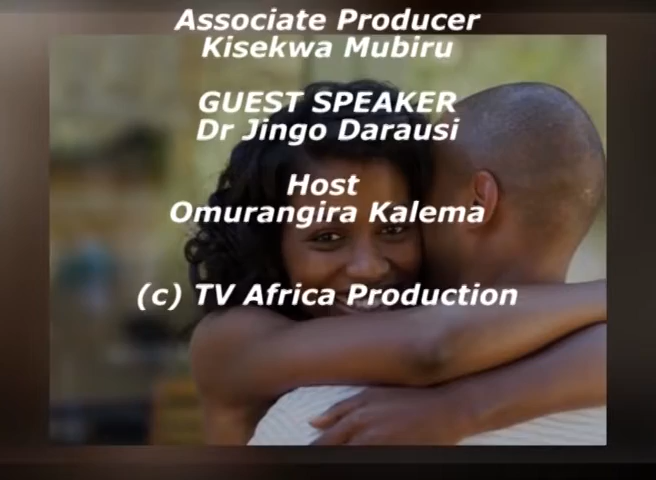 Associate Producer
Kisekwa Mubiru
GUEST SPEAKER
Dr Jingo Darausi
Host
Omurangira Kalema
(c) TV Africa Production